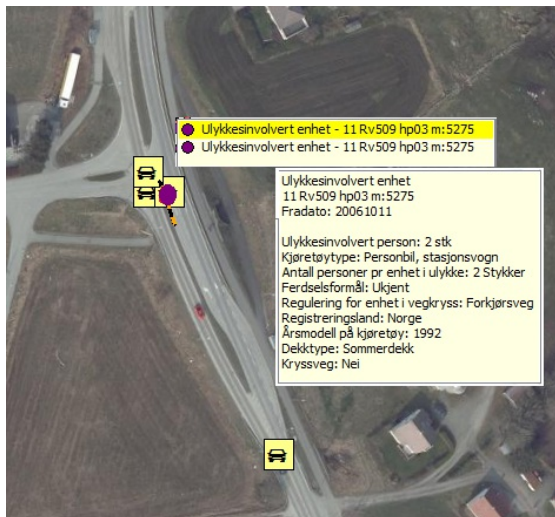 Ulykkesinvolvert enhet - 11 Rv509 hp03 m:5275
Ulykkesinvolvert enhet - 11 Rv509 hp03 m:5275
Ulykkesinvolvert enhet
11 Rv509 hp03 m:5275
Fradato: 20061011
Ulykkesinvolvert person: 2 stk
Kjøretøytype: Personbil, stasjonsvogn
Antall personer pr enhet i ulykke: 2 Stykker
Ferdselsformål: Ukjent
Regulering for enhet i vegkryss: Forkjørsveg
Registreringsland: Norge
Årsmodell på kjøretøy: 1992
Dekktype: Sommerdekk
Kryssveg: Nei